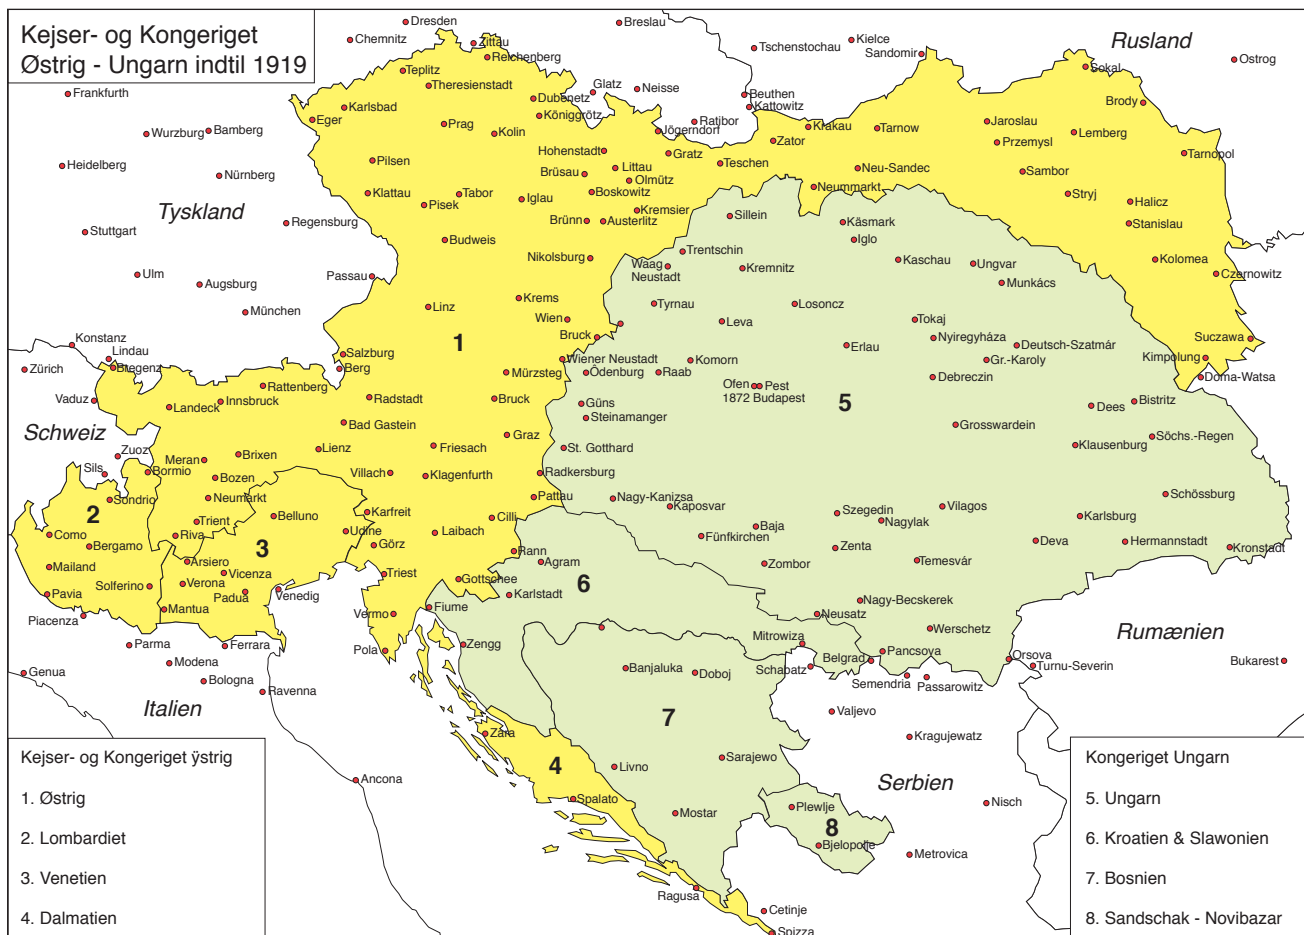 Kejser- og Kongeriget
Østrig - Ungarn indtil 1919
Dresden
Breslau
Chemnitz
Zittau
Kielce
Tschenstochau
Sandomir
Rusland
Reichenberg
Ostrog
Teplitz
Sokal
Theresienstadt
Glatz
Neisse
Frankfurth
Beuthen
Dubenetz
Kattowitz
Brody
Karlsbad
Königgrötz
Eger
Prag
Ratibor
Jaroslau
Wurzburg
Bamberg
Kolin
Jögerndorf
Krakau
Tarnow
Lemberg
Zator
Przemysl
Hohenstadt
Gratz
Tarnopol
Heidelberg
Pilsen
Littau
Teschen
Neu-Sandec
Sambor
Nürnberg
Brüsau
Olmütz
Klattau
Tabor
Iglau
Boskowitz
Neummarkt
Stryj
Halicz
Pisek
Kremsier
Tyskland
Regensburg
Brünn
Austerlitz
Sillein
Käsmark
Stanislau
Stuttgart
Budweis
Iglo
Trentschin
Nikolsburg
Waag
Neustadt
Kremnitz
Kaschau
Ungvar
Kolomea
Ulm
Passau
Czernowitz
Augsburg
Munkács
Krems
München
Linz
Tyrnau
Losoncz
Wien
Leva
Tokaj
Konstanz
Bruck
Nyiregyháza
Suczawa
1
Lindau
Salzburg
Erlau
Deutsch-Szatmár
Kimpolung
Zürich
Bregenz
Berg
Wiener Neustadt
Komorn
Gr.-Karoly
Mürzsteg
Ôdenburg
Raab
Debreczin
Dorna-Watsa
Rattenberg
Ofen
Pest
1872 Budapest
Vaduz
Landeck
Innsbruck
Radstadt
Bruck
Güns
5
Dees
Bistritz
Steinamanger
Schweiz
Bad Gastein
Graz
Grosswardein
Söchs.-Regen
Zuoz
Lienz
Friesach
St. Gotthard
Klausenburg
Meran
Brixen
Sils
Bormio
Bozen
Villach
Klagenfurth
Radkersburg
Sondrio
Neumarkt
Pattau
Nagy-Kanizsa
Schössburg
2
Belluno
Karfreit
Kaposvar
Szegedin
Vilagos
Trient
Cilli
Nagylak
Karlsburg
Como
Riva
Udine
Laibach
Baja
Bergamo
3
Görz
Fünfkirchen
Zenta
Deva
Hermannstadt
Kronstadt
Rann
Arsiero
Agram
Zombor
Temesvár
Mailand
Vicenza
Triest
Gottschee
6
Solferino
Verona
Padua
Venedig
Karlstadt
Pavia
Nagy-Becskerek
Mantua
Vermo
Fiume
Neusatz
Piacenza
Werschetz
Rumænien
Parma
Ferrara
Pola
Zengg
Mitrowiza
Pancsova
Modena
Belgrad
Orsova
Genua
Banjaluka
Doboj
Schabatz
Turnu-Severin
Bukarest
Bologna
Semendria
Passarowitz
Ravenna
Italien
7
Valjevo
Zára
Kragujewatz
Kejser- og Kongeriget ÿstrig
1. Østrig
2. Lombardiet
3. Venetien
4. Dalmatien
4
Livno
Sarajewo
Ancona
Serbien
Spalato
Mostar
Plewlje
Nisch
8
Bjelopolje
Metrovica
Ragusa
Cetinje
Spizza
Kongeriget Ungarn
5. Ungarn
6. Kroatien & Slawonien
7. Bosnien
8. Sandschak - Novibazar